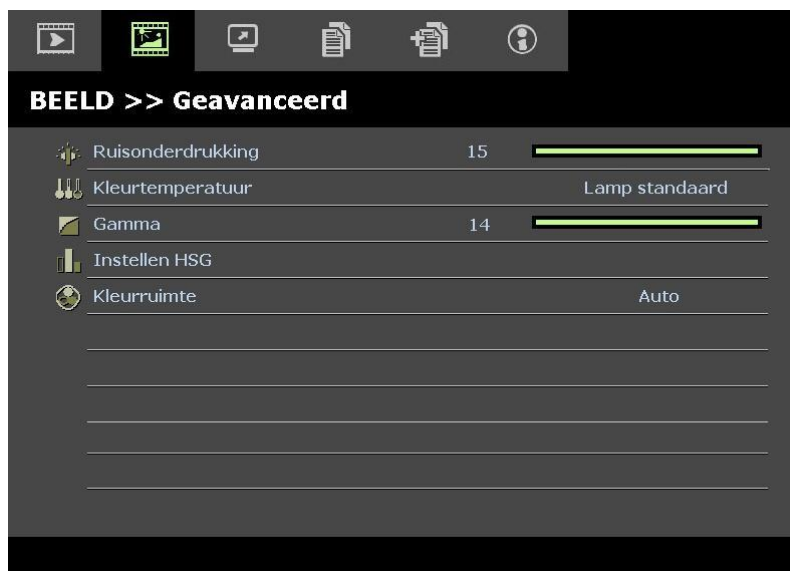 BEELD >> Geavanceerd
Ruisonderdrukking 15
Kleurtemperatuur Lamp standaard
Gamma 14
Instellen HSG
Kleurruimte Auto